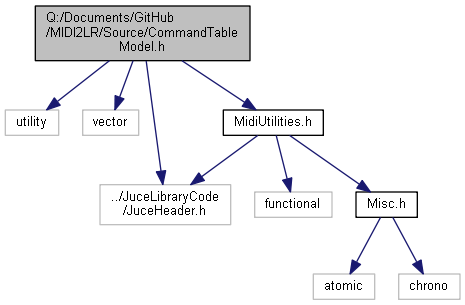 Q:/Documents/GitHub
/MIDI2LR/Source/CommandTable
Model.h
utility
vector
MidiUtilities.h
../JuceLibraryCode
/JuceHeader.h
functional
Misc.h
atomic
chrono